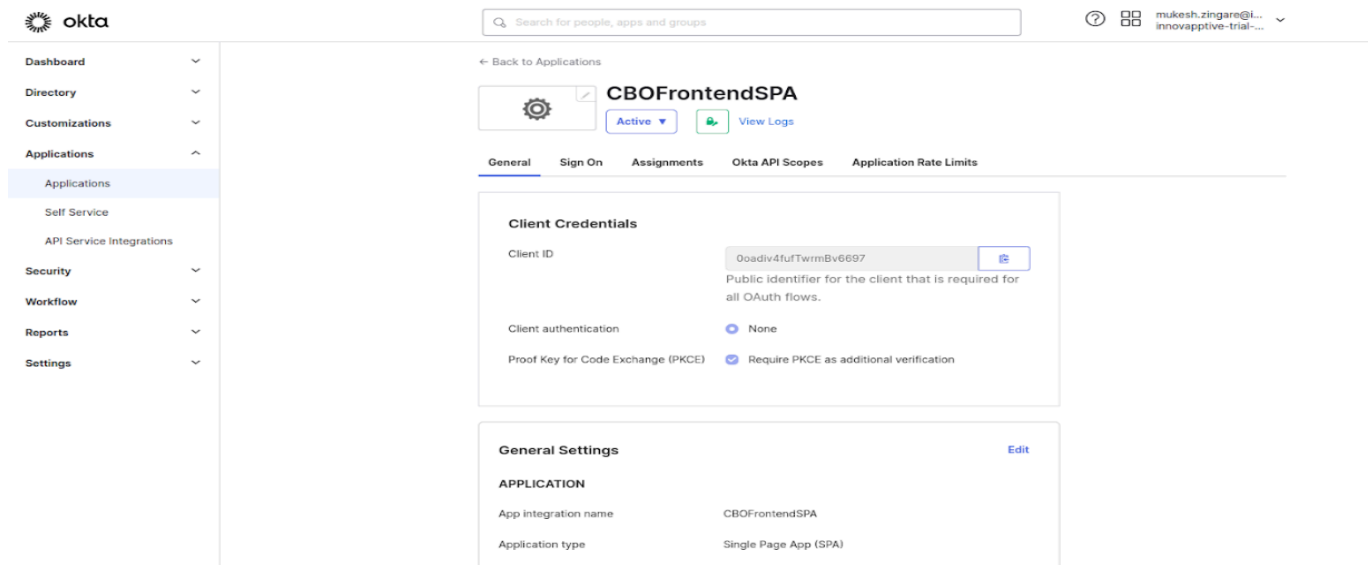 okta
Search for people, apps and groups
mukesh.zingare@i...
innovapptive-trial-...
Dashboard
Directory
Customizations
Applications
Applications
Self Service
API Service Integrations
Security
Workflow
Reports
Settings
← Back to Applications
CBOFrontendSPA
Active ▼
View Logs
General Sign On Assignments Okta API Scopes Application Rate Limits
Client Credentials
Client ID
0oadiv4fufTwrmBv6697
Public identifier for the client that is required for
all OAuth flows.
Client authentication
None
Proof Key for Code Exchange (PKCE)
Require PKCE as additional verification
General Settings
Edit
APPLICATION
App integration name
CBOFrontendSPA
Application type
Single Page App (SPA)